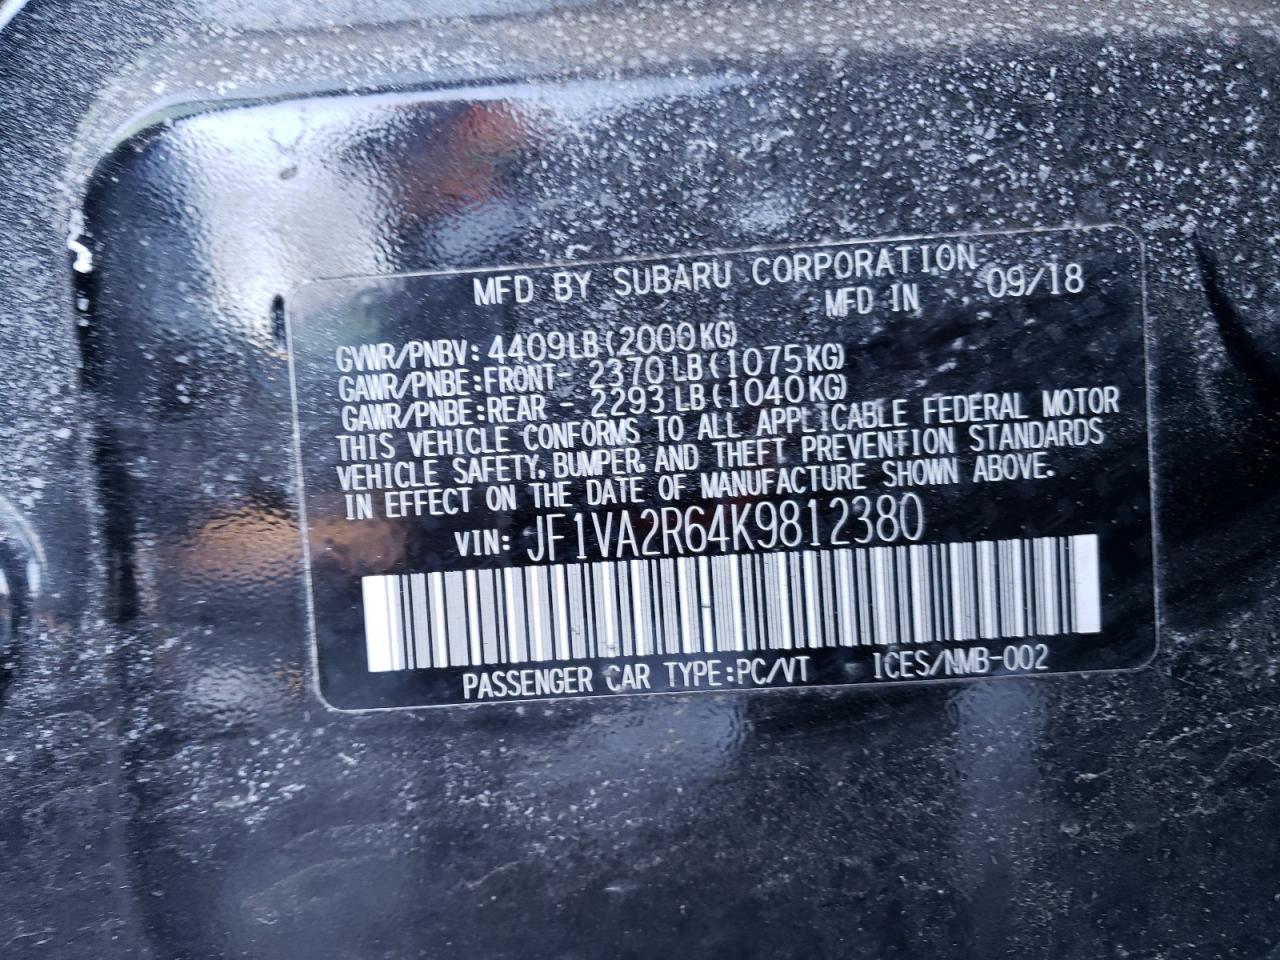 MFD BY SUBARU CORPORATION
MFD IN 09/18
GVWR/PNBV: 4409LB(2000KG)
GAWR/PNBE:FRONT- 2370LB(1075KG)
GAWR/PNBE:REAR - 2293LB(1040KG)
THIS VEHICLE CONFORMS TO ALL APPLICABLE FEDERAL MOTOR
VEHICLE SAFETY, BUMPER, AND THEFT PREVENTION STANDARDS
IN EFFECT ON THE DATE OF MANUFACTURE SHOWN ABOVE.
VIN: JF1VA2R64K9812380
PASSENGER CAR TYPE:PC/VT ICES/NMB-002